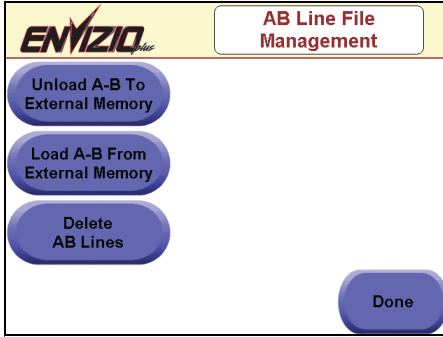 ENVIZIO plus
AB Line File
Management
Unload A-B To
External Memory
Load A-B From
External Memory
Delete
AB Lines
Done